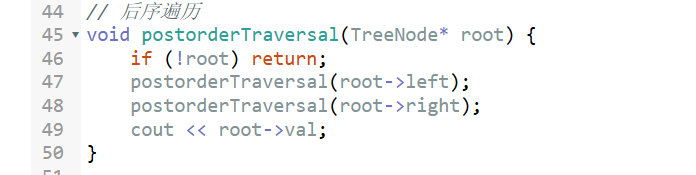 44 // 后序遍历
45 void postorderTraversal(TreeNode* root) {
46 if (!root) return;
47 postorderTraversal(root->left);
48 postorderTraversal(root->right);
49 cout << root->val;
50 }